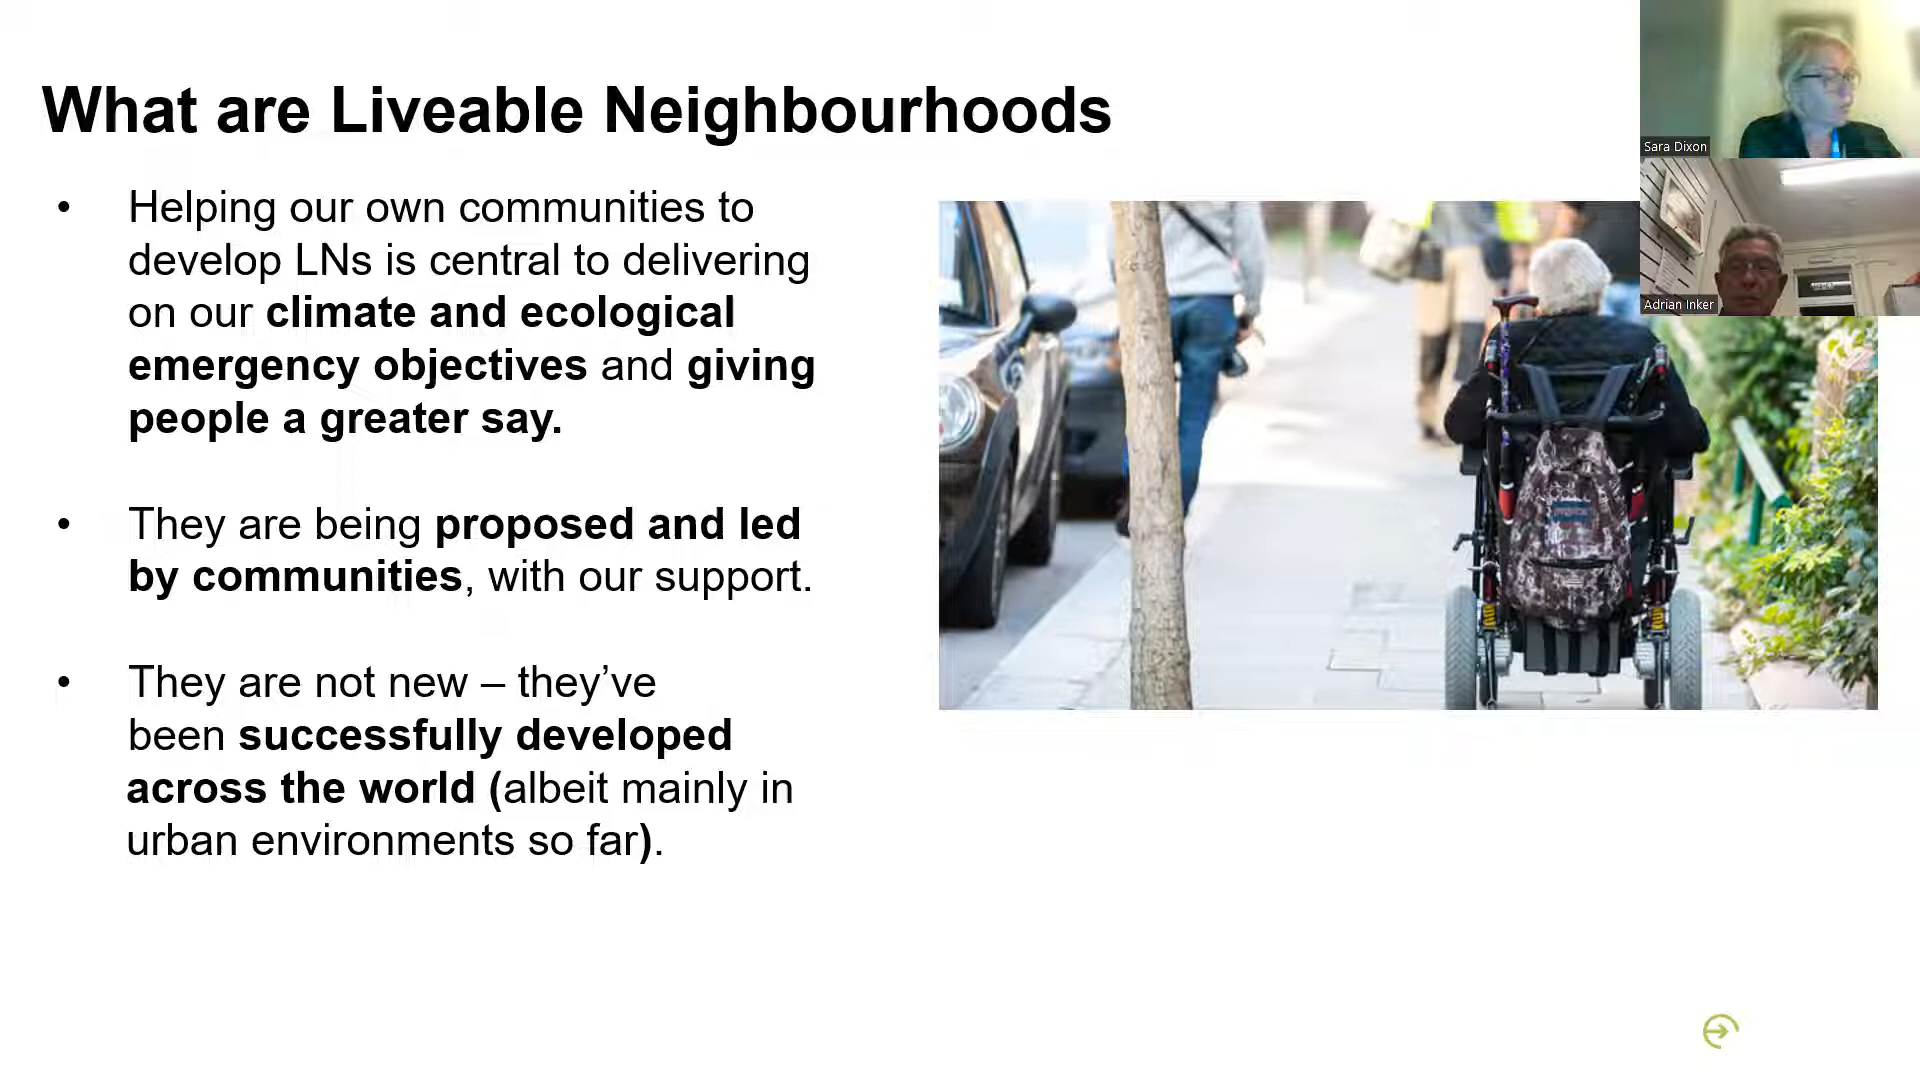 What are Liveable Neighbourhoods
• Helping our own communities to
develop LNs is central to delivering
on our climate and ecological
emergency objectives and giving
people a greater say.
• They are being proposed and led
by communities, with our support.
• They are not new – they’ve
been successfully developed
across the world (albeit mainly in
urban environments so far).
Sara Dixon
Adrian Inker